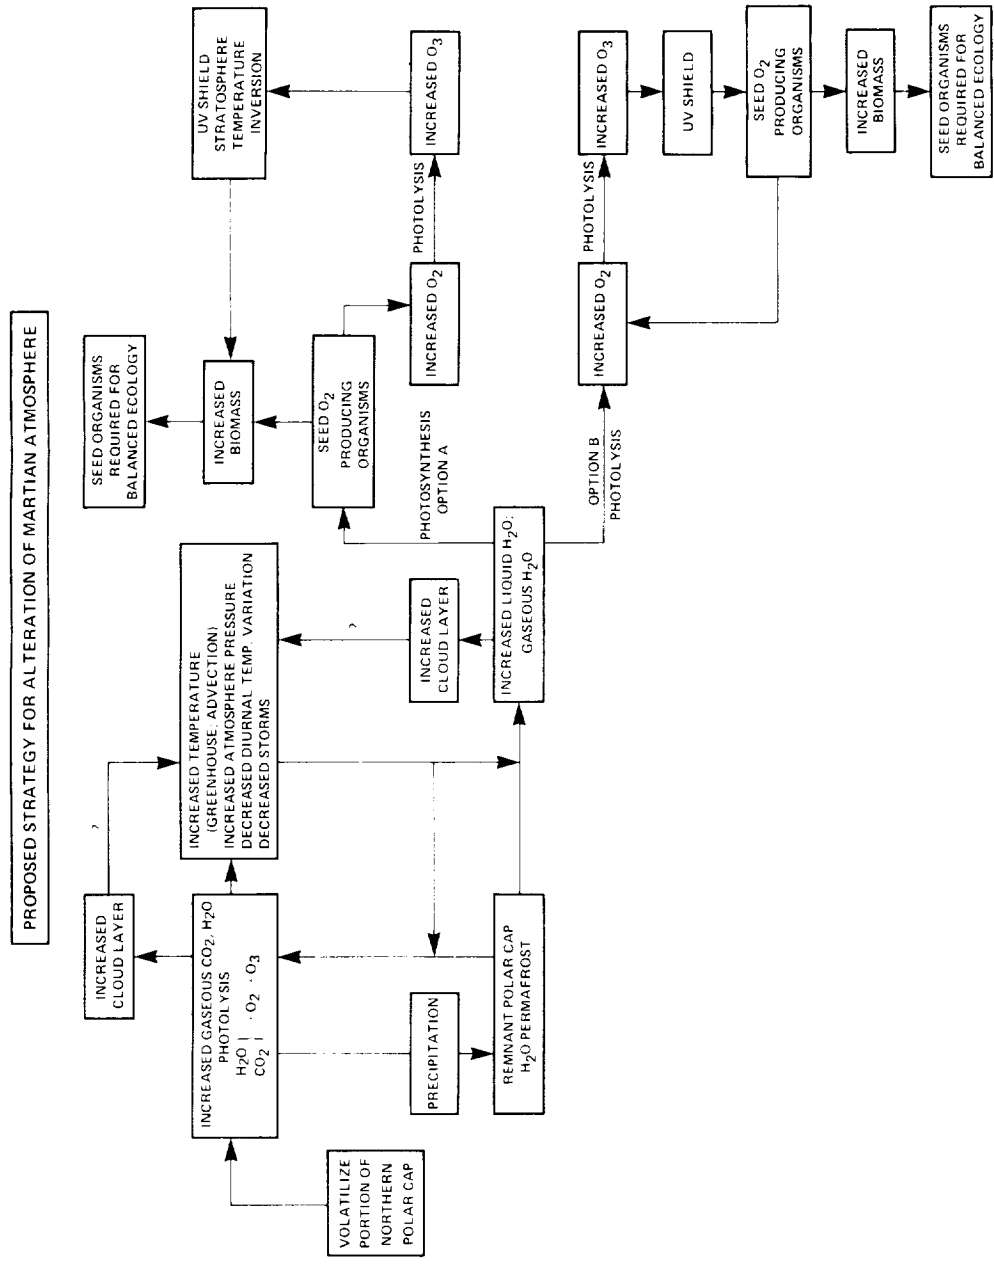 PROPOSED STRATEGY FOR ALTERATION OF MARTIAN ATMOSPHERE
VOLATILIZE
PORTION OF
NORTHERN
POLAR CAP
INCREASED GASEOUS CO2, H2O
PHOTOLYSIS
H2O
CO2
· O2 · O3
INCREASED
CLOUD LAYER
?
PRECIPITATION
REMNANT POLAR CAP
H2O PERMAFROST
INCREASED TEMPERATURE
(GREENHOUSE, ADVECTION)
INCREASED ATMOSPHERE PRESSURE
DECREASED DIURNAL TEMP. VARIATION
DECREASED STORMS
?
INCREASED
CLOUD LAYER
INCREASED LIQUID H2O;
GASEOUS H2O
PHOTOSYNTHESIS
OPTION A
SEED O2
PRODUCING
ORGANISMS
INCREASED
BIOMASS
SEED ORGANISMS
REQUIRED FOR
BALANCED ECOLOGY
INCREASED O2
PHOTOLYSIS
INCREASED O3
UV SHIELD
STRATOSPHERE
TEMPERATURE
INVERSION
OPTION B
PHOTOLYSIS
INCREASED O2
PHOTOLYSIS
INCREASED O3
UV SHIELD
SEED O2
PRODUCING
ORGANISMS
INCREASED
BIOMASS
SEED ORGANISMS
REQUIRED FOR
BALANCED ECOLOGY